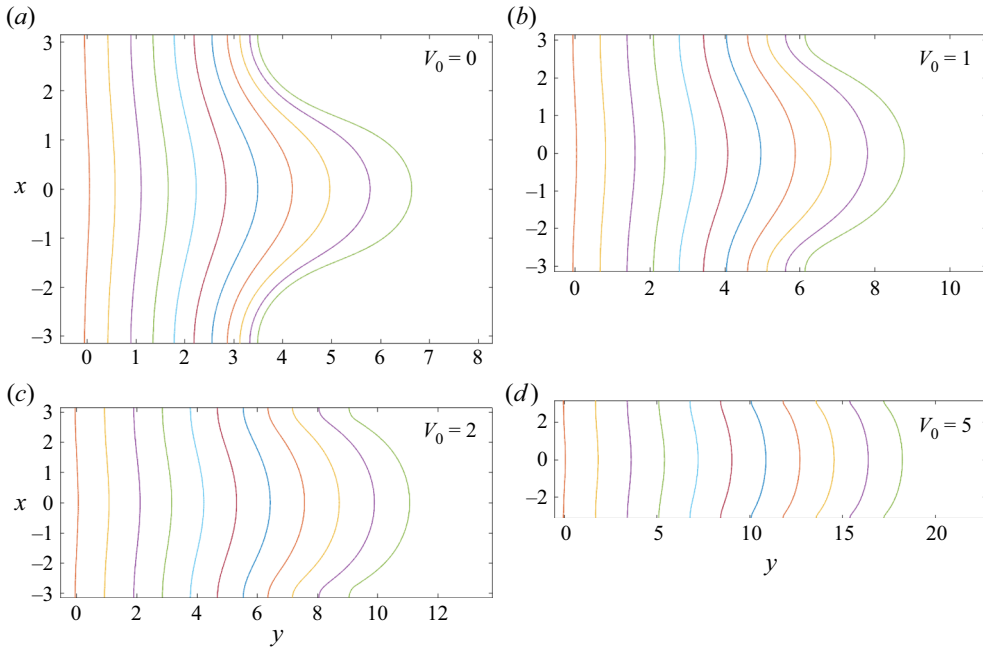 (a)
V₀ = 0
3
2
1
x 0
–1
–2
–3
0 1 2 3 4 5 6 7 8
(b)
V₀ = 1
3
2
1
0
–1
–2
–3
0 2 4 6 8 10
(c)
V₀ = 2
3
2
1
x 0
–1
–2
–3
0 2 4 6 8 10 12
y
(d)
V₀ = 5
2
0
–2
0 5 10 15 20
y